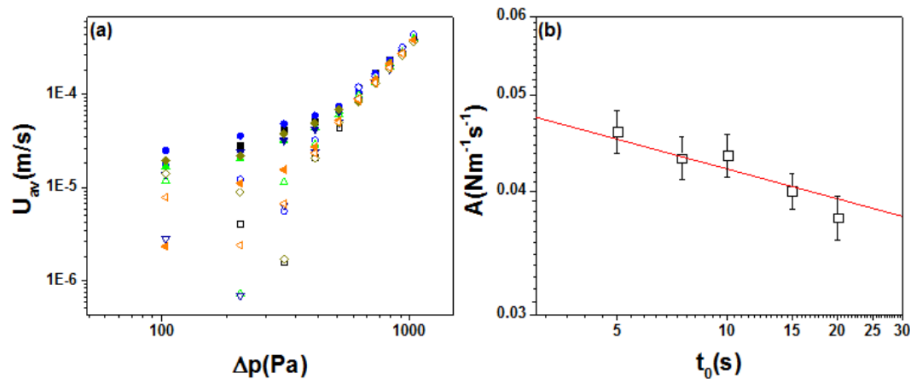 (a)
1E-4
1E-5
1E-6
U_av(m/s)
100
1000
Δp(Pa)
(b)
0.06
0.05
0.04
0.03
A(Nm⁻¹s⁻¹)
5
10
15
20
25
30
t₀(s)